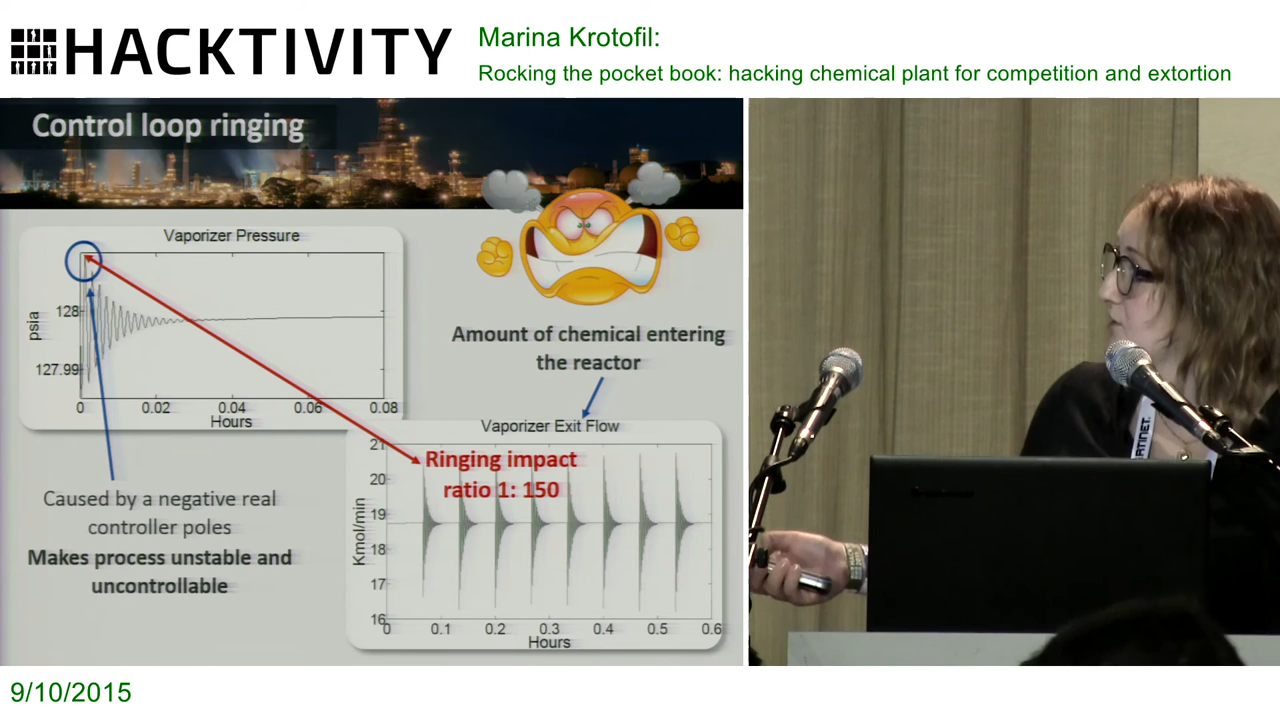 HACKTIVITY
Marina Krotofil:
Rocking the pocket book: hacking chemical plant for competition and extortion
Control loop ringing
Vaporizer Pressure
psia
128
127.99
0 0.02 0.04 0.06 0.08
Hours
Amount of chemical entering
the reactor
Vaporizer Exit Flow
Ringing impact
ratio 1: 150
Kmol/min
21
20
19
18
17
16
0 0.1 0.2 0.3 0.4 0.5 0.6
Hours
Caused by a negative real
controller poles
Makes process unstable and
uncontrollable
RTINET
9/10/2015